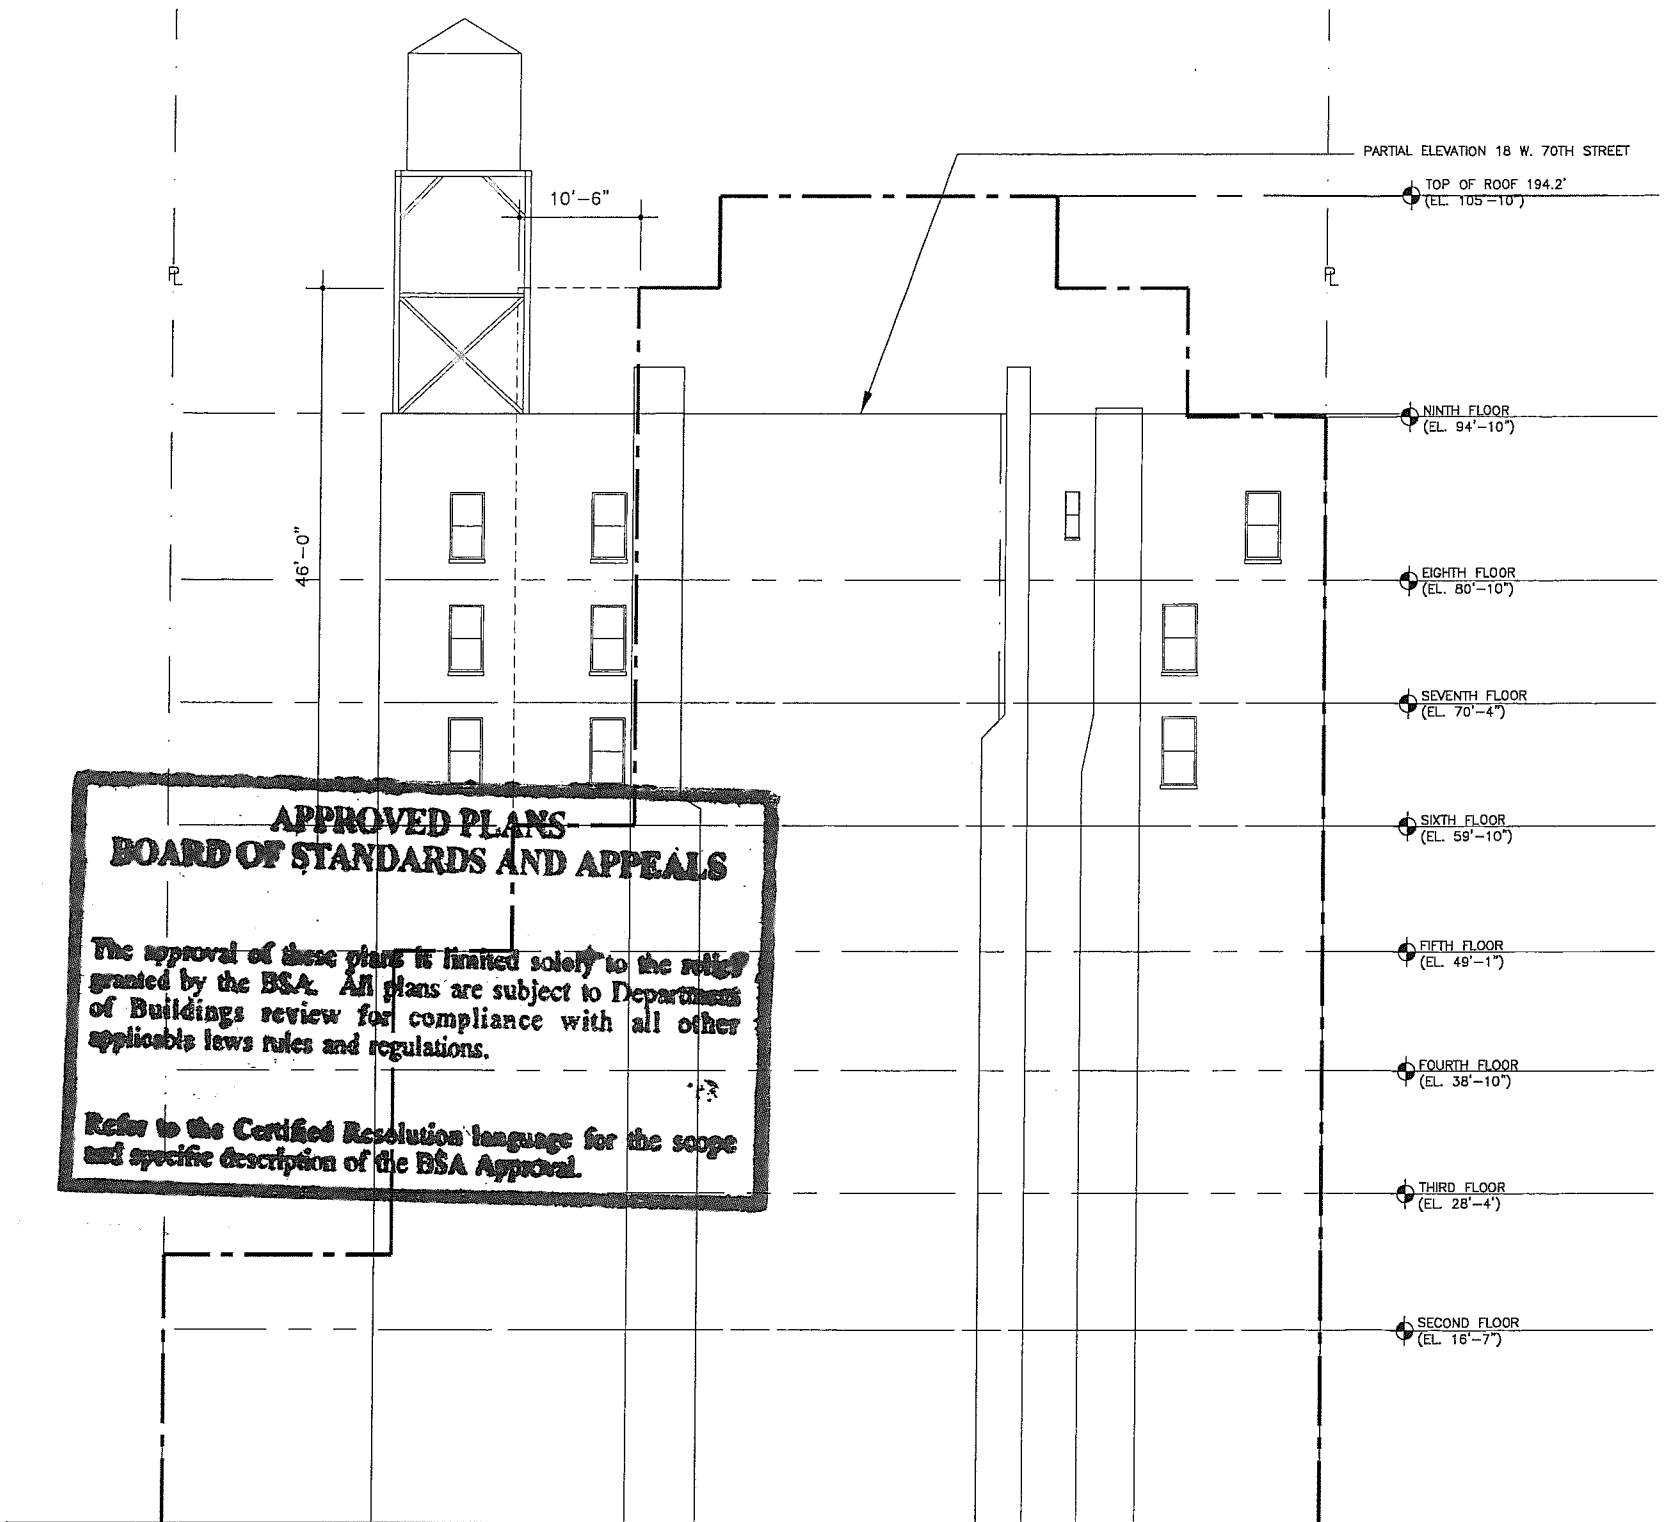 PARTIAL ELEVATION 18 W. 70TH STREET
TOP OF ROOF 194.2'
(EL. 105'-10")
10'-6"
PL
PL
NINTH FLOOR
(EL. 94'-10")
46'-0"
EIGHTH FLOOR
(EL. 80'-10")
SEVENTH FLOOR
(EL. 70'-4")
SIXTH FLOOR
(EL. 59'-10")
FIFTH FLOOR
(EL. 49'-1")
FOURTH FLOOR
(EL. 38'-10")
THIRD FLOOR
(EL. 28'-4')
SECOND FLOOR
(EL. 16'-7")
APPROVED PLANS
BOARD OF STANDARDS AND APPEALS
The approval of these plans is limited solely to the relief
granted by the BSA. All plans are subject to Department
of Buildings review for compliance with all other
applicable laws rules and regulations.
Refer to the Certified Resolution language for the scope
and specific description of the BSA Approval.